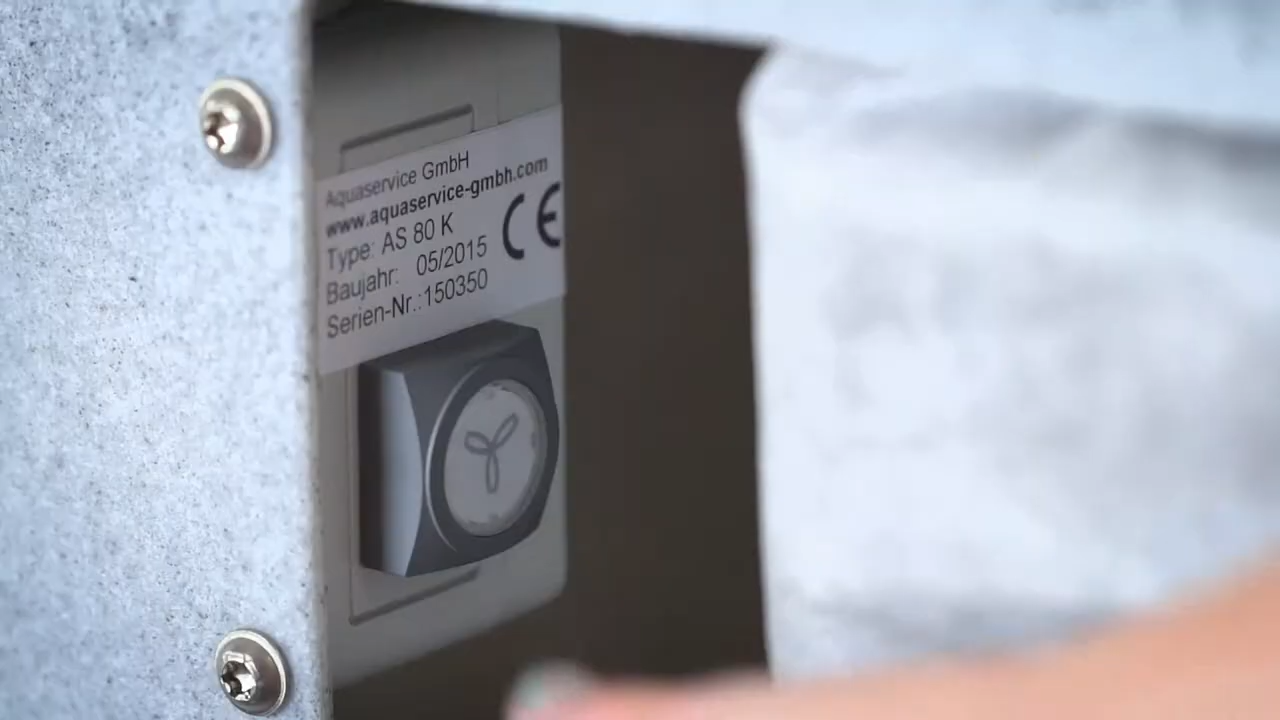 Aquaservice GmbH
www.aquaservice-gmbh.com
Type: AS 80 K
CE
Baujahr: 05/2015
Serien-Nr.:150350